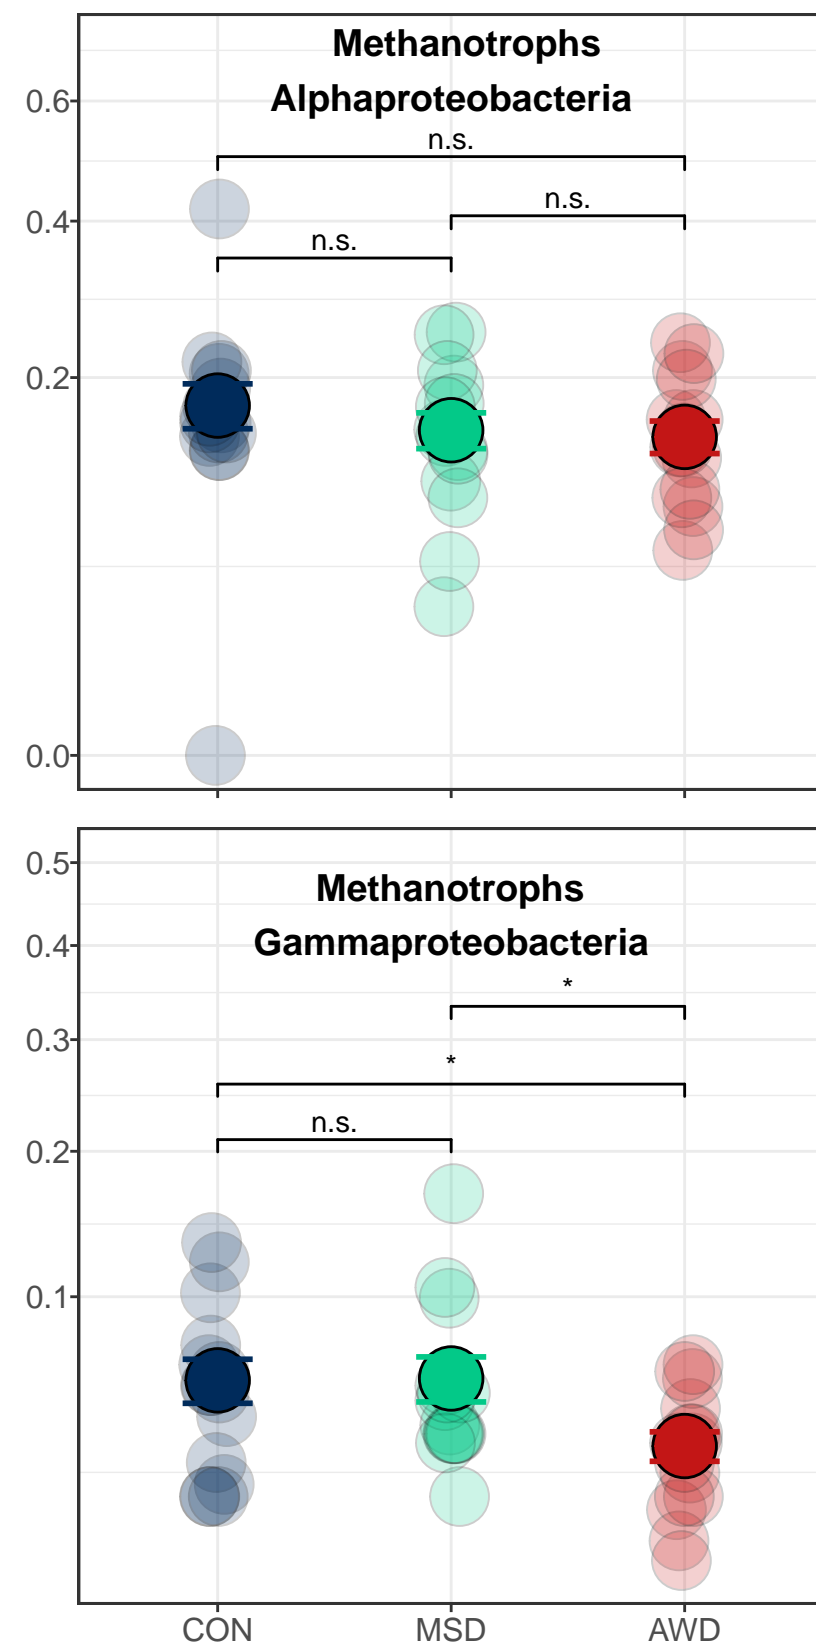 Methanotrophs
Alphaproteobacteria
0.6
n.s.
n.s.
0.4
n.s.
0.2
0.0
0.5
Methanotrophs
Gammaproteobacteria
0.4
*
0.3
*
n.s.
0.2
0.1
CON MSD AWD